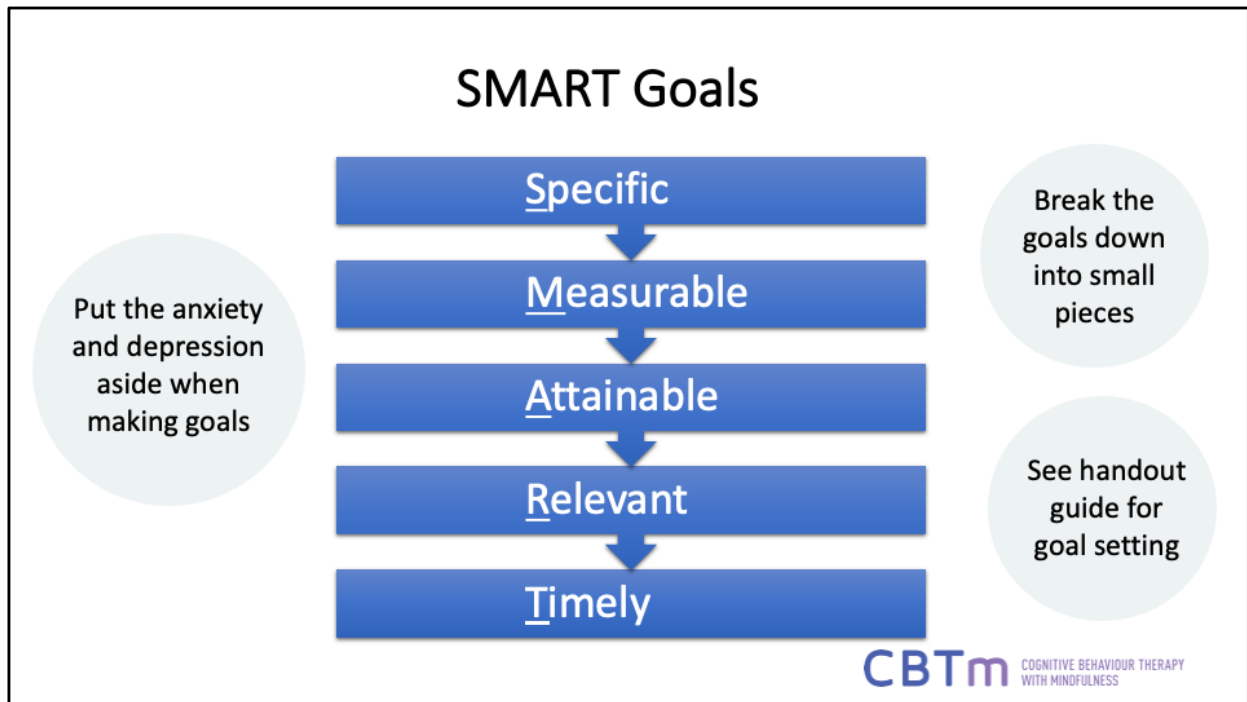 SMART Goals
Specific
Measurable
Attainable
Relevant
Timely
Put the anxiety
and depression
aside when
making goals
Break the
goals down
into small
pieces
See handout
guide for
goal setting
CBTm
COGNITIVE BEHAVIOUR THERAPY
WITH MINDFULNESS